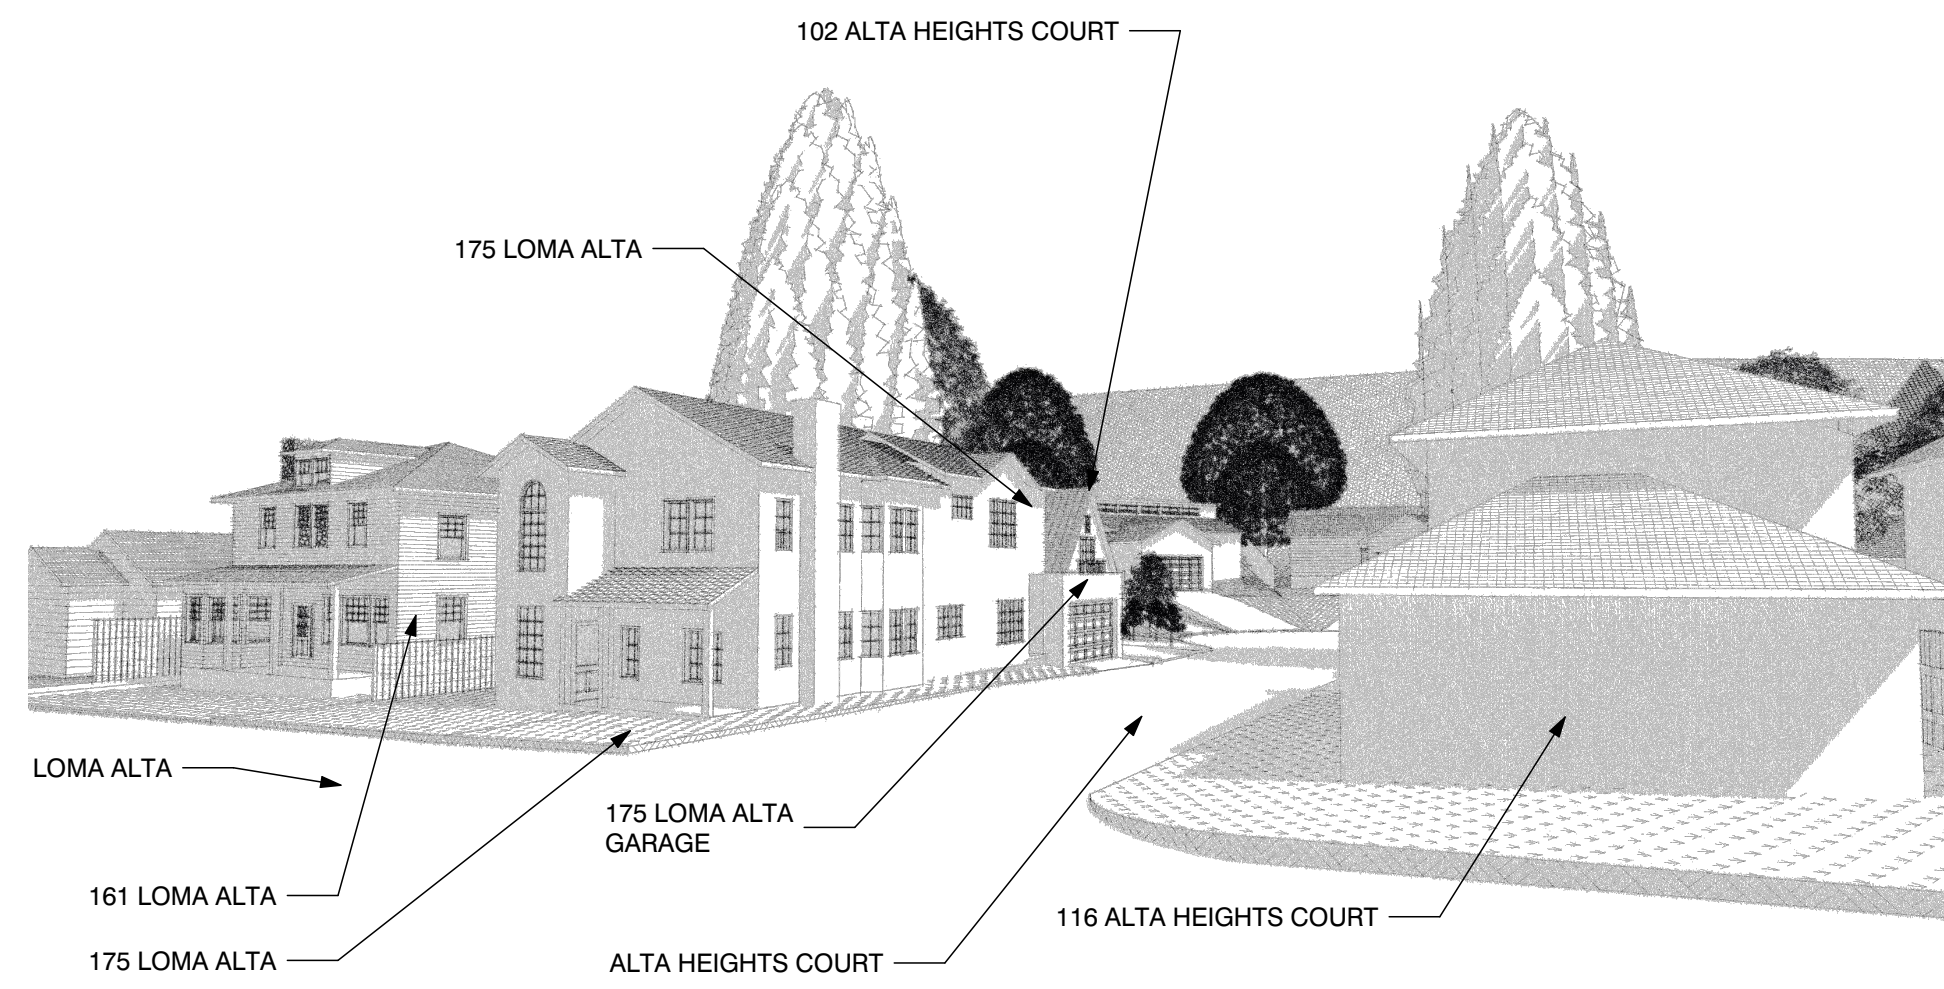 102 ALTA HEIGHTS COURT
175 LOMA ALTA
LOMA ALTA
175 LOMA ALTA
GARAGE
161 LOMA ALTA
116 ALTA HEIGHTS COURT
175 LOMA ALTA
ALTA HEIGHTS COURT